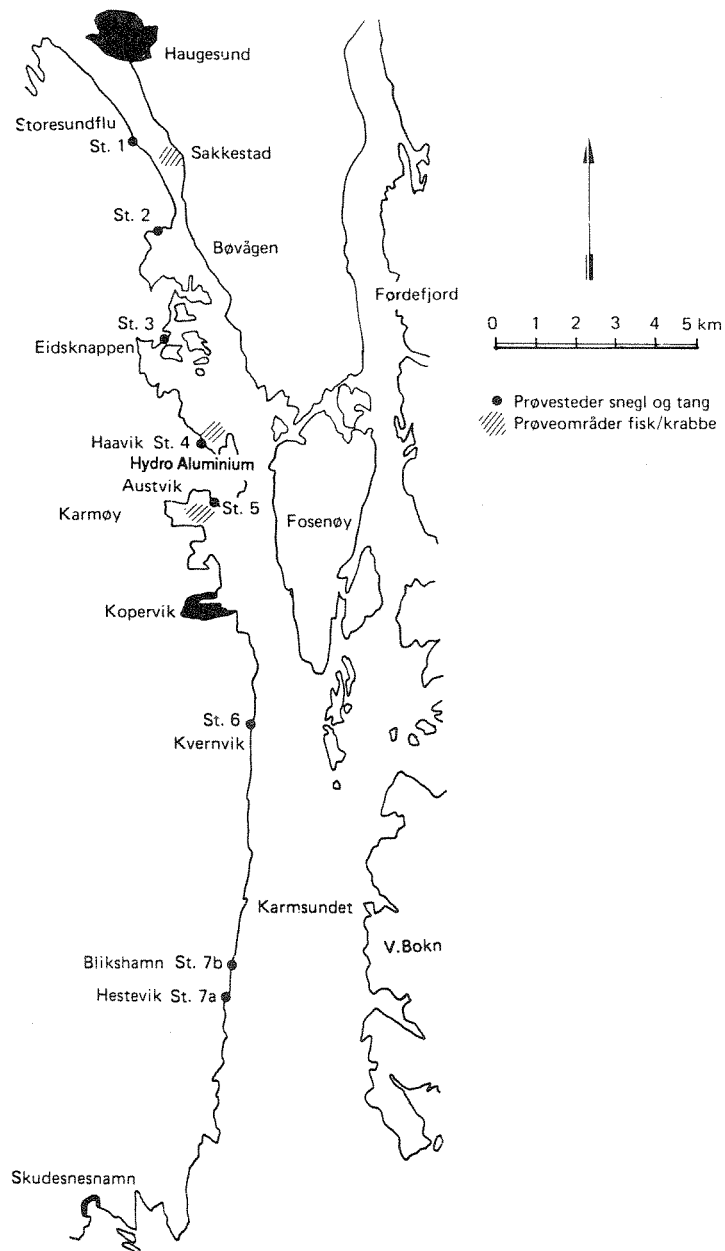 Haugesund
Storesundflu
St. 1
Sakkestad
St. 2
Bøvågen
Førdefjord
0 1 2 3 4 5 km
St. 3
Eidsknappen
Prøvesteder snegl og tang
Prøveområder fisk/krabbe
Haavik St. 4
Hydro Aluminium
Austvik
St. 5
Karmøy
Fosenøy
Kopervik
St. 6
Kvernvik
Karmsundet
V.Bokn
Blikshamn St. 7b
Hestevik St. 7a
Skudesnesnamn